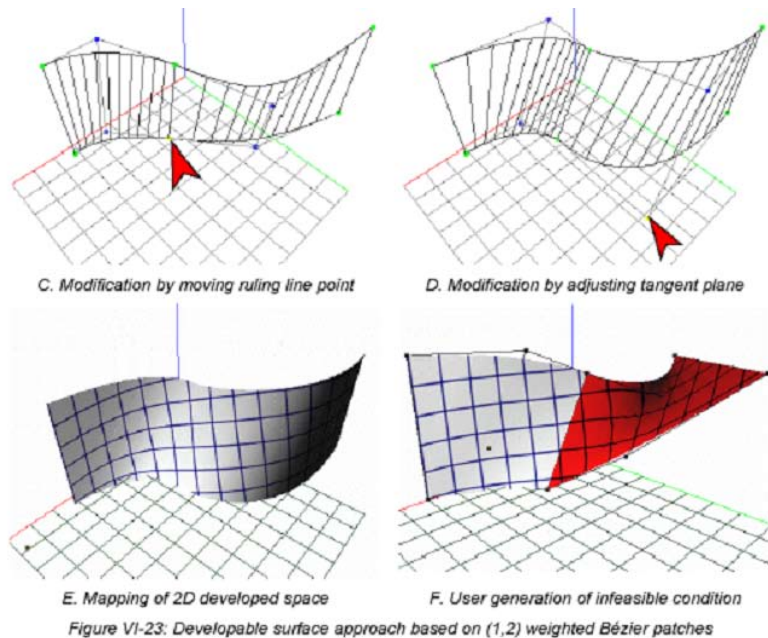 C. Modification by moving ruling line point
D. Modification by adjusting tangent plane
E. Mapping of 2D developed space
F. User generation of infeasible condition
Figure VI-23: Developable surface approach based on (1,2) weighted Bézier patches